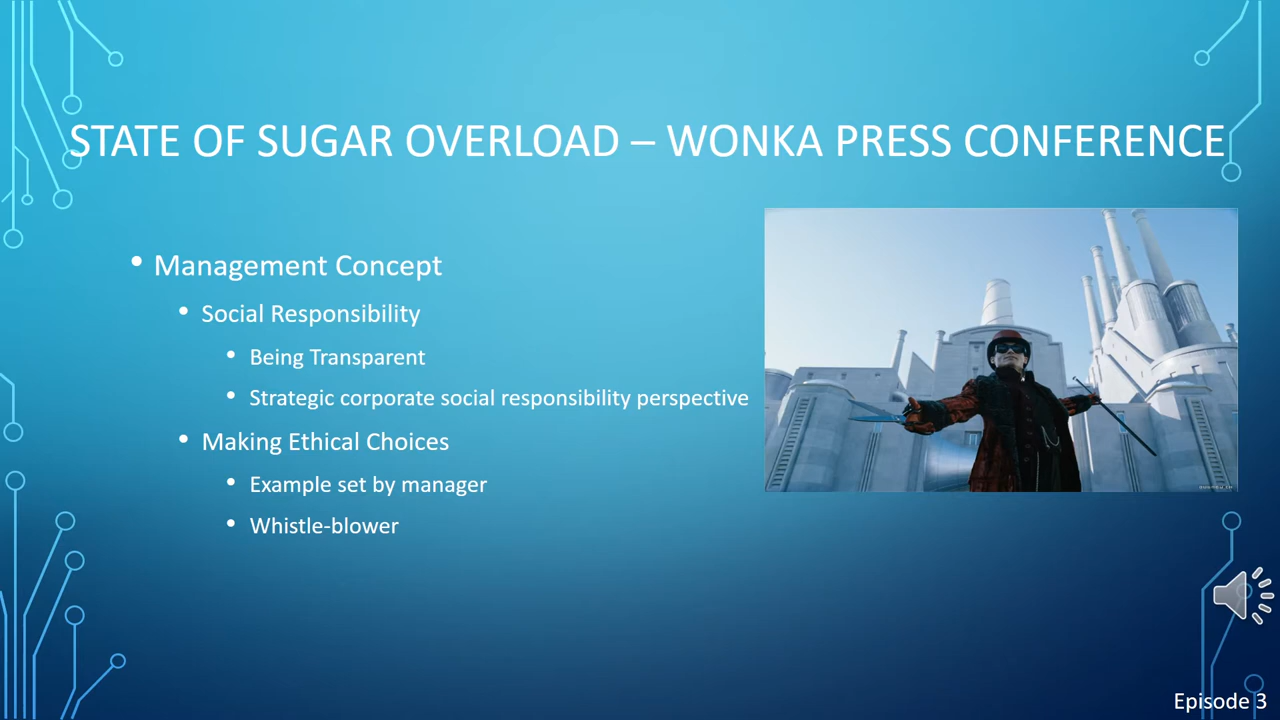 STATE OF SUGAR OVERLOAD – WONKA PRESS CONFERENCE
• Management Concept
• Social Responsibility
• Being Transparent
• Strategic corporate social responsibility perspective
• Making Ethical Choices
• Example set by manager
• Whistle-blower
Episode 3